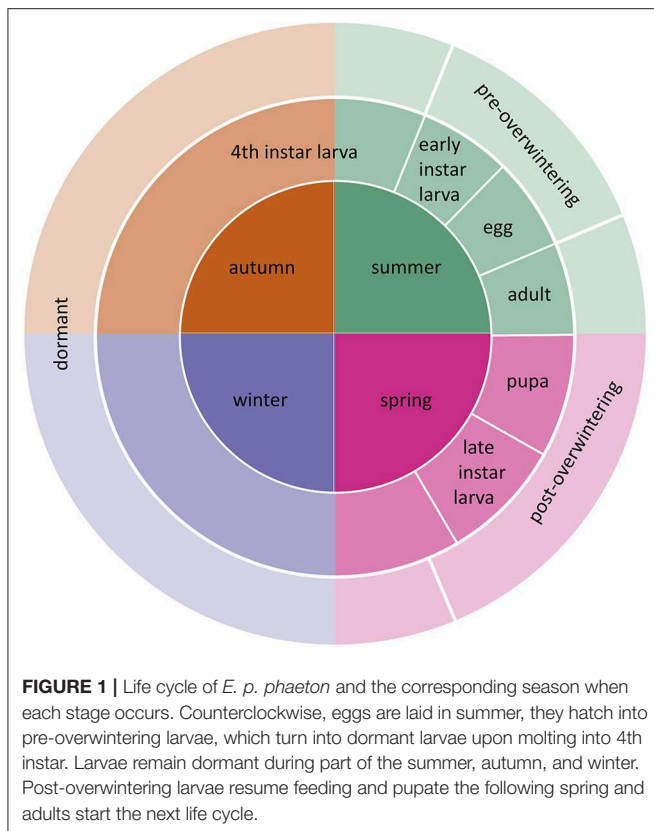 pre-overwintering
4th instar larva
early
instar
larva
egg
autumn
summer
adult
dormant
winter
spring
pupa
late
instar
larva
post-overwintering
FIGURE 1 | Life cycle of E. p. phaeton and the corresponding season when
each stage occurs. Counterclockwise, eggs are laid in summer, they hatch into
pre-overwintering larvae, which turn into dormant larvae upon molting into 4th
instar. Larvae remain dormant during part of the summer, autumn, and winter.
Post-overwintering larvae resume feeding and pupate the following spring and
adults start the next life cycle.